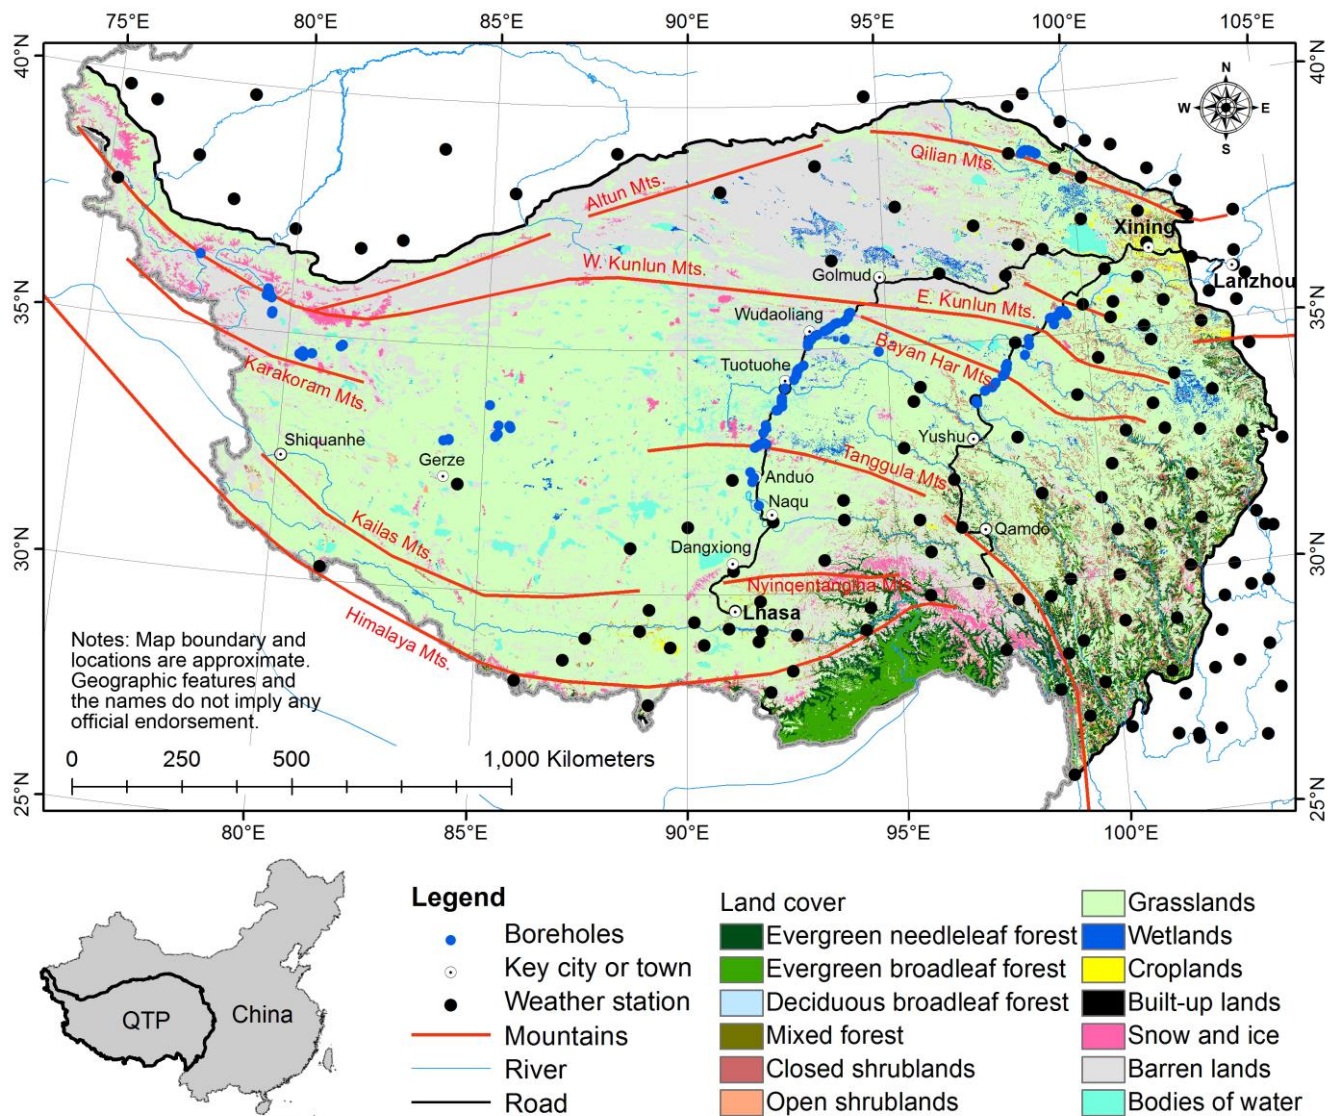 75°E 80°E 85°E 90°E 95°E 100°E 105°E
40°N 40°N
N
W E
S
Qilian Mts.
Altun Mts.
Xining
W. Kunlun Mts.
Golmud
Lanzhou
35°N 35°N
E. Kunlun Mts.
Wudaoliang
Bayan Har Mts.
Tuotuohe
Karakoram Mts.
Shiquanhe
Yushu
Gerze
Tanggula Mts.
Anduo
Naqu
Kailas Mts.
Qamdo
30°N 30°N
Dangxiong
Nyinqentanglha Mts.
Lhasa
Himalaya Mts.
Notes: Map boundary and
locations are approximate.
Geographic features and
the names do not imply any
official endorsement.
0 250 500 1,000 Kilometers
25°N 25°N
80°E 85°E 90°E 95°E 100°E
QTP
China
Legend
Boreholes
Key city or town
Weather station
Mountains
River
Road
Land cover
Evergreen needleleaf forest
Evergreen broadleaf forest
Deciduous broadleaf forest
Mixed forest
Closed shrublands
Open shrublands
Grasslands
Wetlands
Croplands
Built-up lands
Snow and ice
Barren lands
Bodies of water